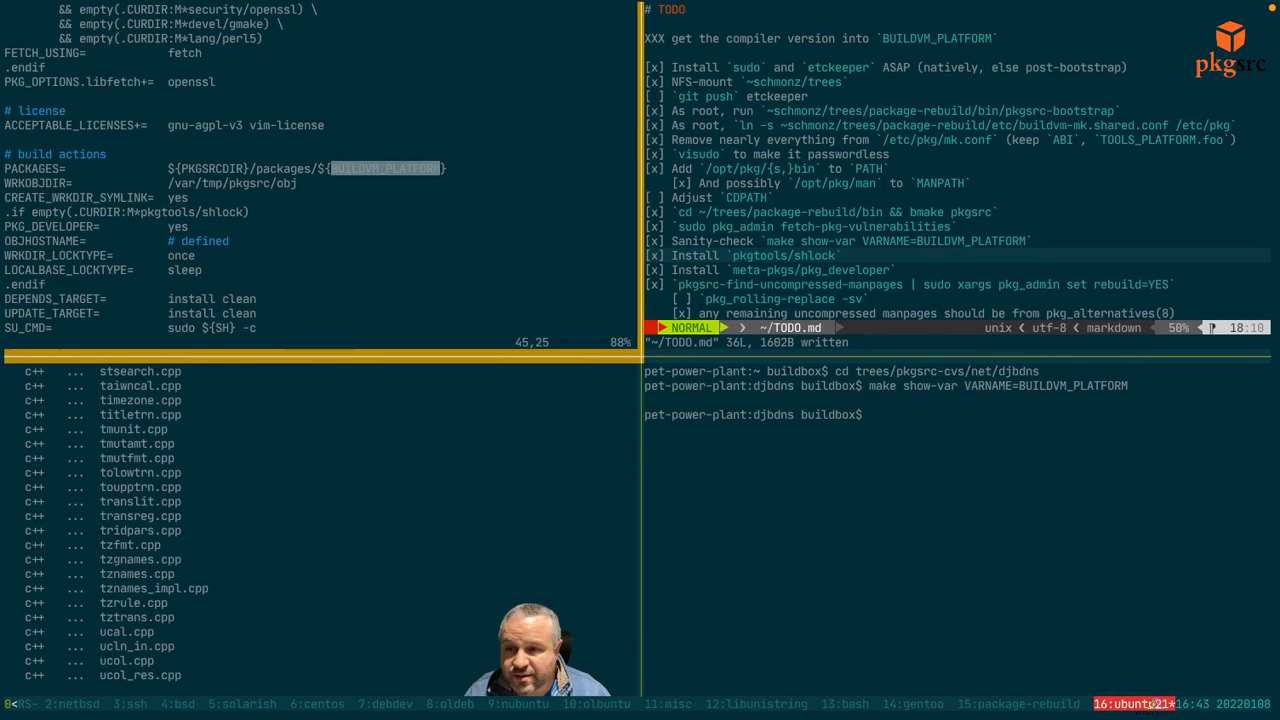 && empty(.CURDIR:M*security/openssl) \
&& empty(.CURDIR:M*devel/gmake) \
&& empty(.CURDIR:M*lang/perl5)
FETCH_USING= fetch
.endif
PKG_OPTIONS.libfetch+= openssl
# license
ACCEPTABLE_LICENSES+= gnu-agpl-v3 vim-license
# build actions
PACKAGES= ${PKGSRCDIR}/packages/${BUILDVM_PLATFORM}
WRKOBJDIR= /var/tmp/pkgsrc/obj
CREATE_WRKDIR_SYMLINK= yes
.if empty(.CURDIR:M*pkgtools/shlock)
PKG_DEVELOPER= yes
OBJHOSTNAME= # defined
WRKDIR_LOCKTYPE= once
LOCALBASE_LOCKTYPE= sleep
.endif
DEPENDS_TARGET= install clean
UPDATE_TARGET= install clean
SU_CMD= sudo ${SH} -c
45,25 88%
# TODO
XXX get the compiler version into `BUILDVM_PLATFORM`
[x] Install `sudo` and `etckeeper` ASAP (natively, else post-bootstrap)
[x] NFS-mount `~schmonz/trees`
[ ] `git push` etckeeper
[x] As root, run `~schmonz/trees/package-rebuild/bin/pkgsrc-bootstrap`
[x] As root, `ln -s ~schmonz/trees/package-rebuild/etc/buildvm-mk.shared.conf /etc/pkg`
[x] Remove nearly everything from `/etc/pkg/mk.conf` (keep `ABI`, `TOOLS_PLATFORM.foo`)
[x] `visudo` to make it passwordless
[x] Add `/opt/pkg/{s,}bin` to `PATH`
[x] And possibly `/opt/pkg/man` to `MANPATH`
[ ] Adjust `CDPATH`
[x] `cd ~/trees/package-rebuild/bin && bmake pkgsrc`
[x] `sudo pkg_admin fetch-pkg-vulnerabilities`
[x] Sanity-check `make show-var VARNAME=BUILDVM_PLATFORM`
[x] Install `pkgtools/shlock`
[x] Install `meta-pkgs/pkg_developer`
[x] `pkgsrc-find-uncompressed-manpages | sudo xargs pkg_admin set rebuild=YES`
[ ] `pkg_rolling-replace -sv`
[x] any remaining uncompressed manpages should be from pkg_alternatives(8)
NORMAL ~/TODO.md unix utf-8 markdown 50% 18:10
"~/TODO.md" 36L, 1602B written
pkgsrc
c++ ... stsearch.cpp
c++ ... taiwncal.cpp
c++ ... timezone.cpp
c++ ... titletrn.cpp
c++ ... tmunit.cpp
c++ ... tmutamt.cpp
c++ ... tmutfmt.cpp
c++ ... tolowtrn.cpp
c++ ... toupptrn.cpp
c++ ... translit.cpp
c++ ... transreg.cpp
c++ ... tridpars.cpp
c++ ... tzfmt.cpp
c++ ... tzgnames.cpp
c++ ... tznames.cpp
c++ ... tznames_impl.cpp
c++ ... tzrule.cpp
c++ ... tztrans.cpp
c++ ... ucal.cpp
c++ ... ucln_in.cpp
c++ ... ucol.cpp
c++ ... ucol_res.cpp
pet-power-plant:~ buildbox$ cd trees/pkgsrc-cvs/net/djbdns
pet-power-plant:djbdns buildbox$ make show-var VARNAME=BUILDVM_PLATFORM
pet-power-plant:djbdns buildbox$
0<RS- 2:netbsd 3:ssh 4:bsd 5:solarish 6:centos 7:debdev 8:oldeb 9:nubuntu 10:olbuntu 11:misc 12:libunistring 13:bash 14:gentoo 15:package-rebuild 16:ubuntu21* 16:43 20220108